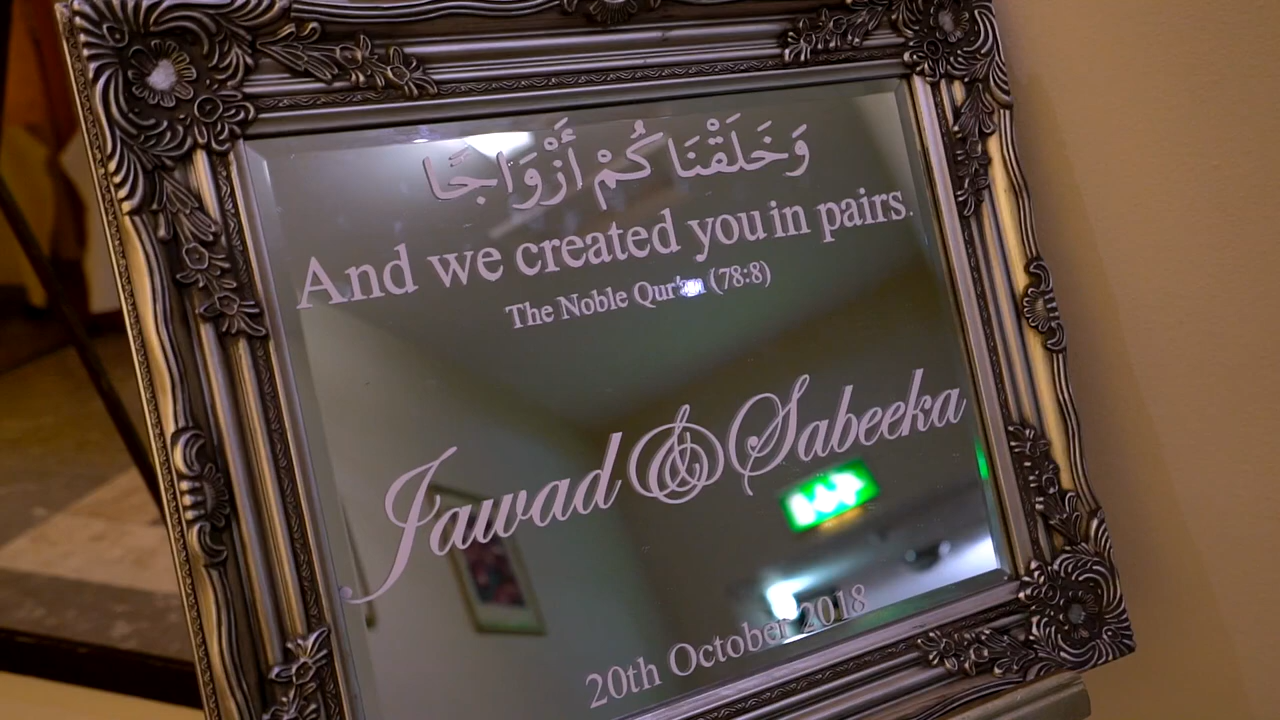 وَخَلَقْنَاكُمْ أَزْوَاجًا
And we created you in pairs.
The Noble Qur'an (78:8)
Jawad & Sabeeka
20th October 2018